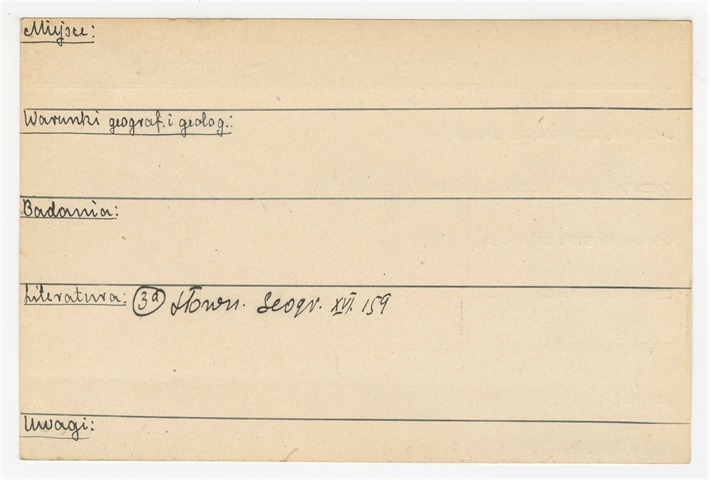 Miejsce:
Warunki geograf. i geolog.:
Badania:
Literatura: 3a Słown. Geogr. XVI. 159
Uwagi: